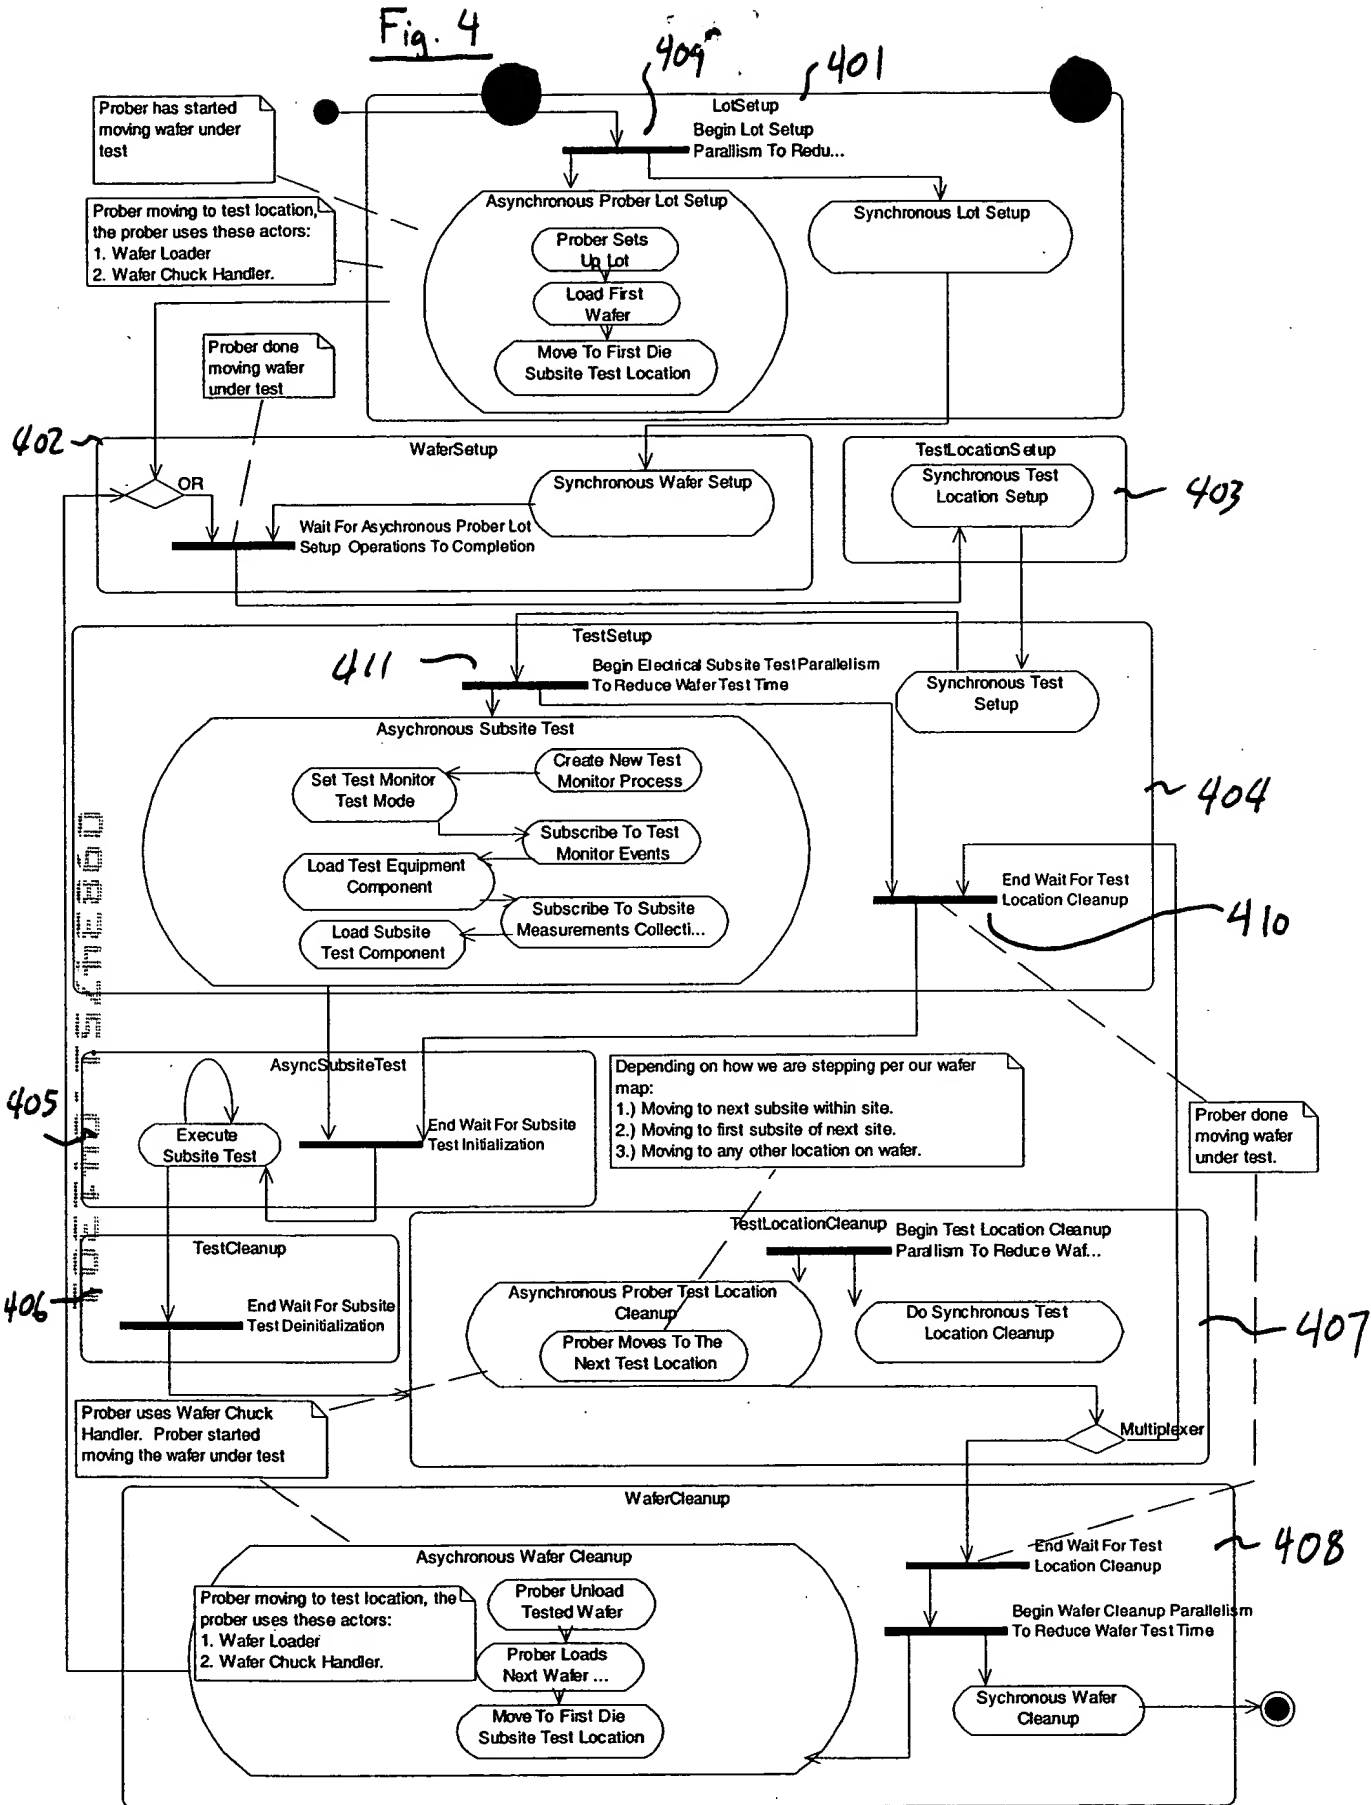 Fig. 4
409
401
LotSetup
Prober has started
moving wafer under
test
Begin Lot Setup
Parallism To Redu...
Prober moving to test location,
the prober uses these actors:
1. Wafer Loader
2. Wafer Chuck Handler.
Asynchronous Prober Lot Setup
Prober Sets
Up Lot
Load First
Wafer
Move To First Die
Subsite Test Location
Synchronous Lot Setup
Prober done
moving wafer
under test
402
WaferSetup
OR
Synchronous Wafer Setup
Wait For Asychronous Prober Lot
Setup Operations To Completion
TestLocationSetup
Synchronous Test
Location Setup
403
TestSetup
411
Begin Electrical Subsite Test Parallelism
To Reduce Wafer Test Time
Synchronous Test
Setup
Asychronous Subsite Test
Create New Test
Monitor Process
Set Test Monitor
Test Mode
Subscribe To Test
Monitor Events
Load Test Equipment
Component
Subscribe To Subsite
Measurements Collecti...
Load Subsite
Test Component
404
End Wait For Test
Location Cleanup
410
AsyncSubsiteTest
405
Execute
Subsite Test
End Wait For Subsite
Test Initialization
Depending on how we are stepping per our wafer
map:
1.) Moving to next subsite within site.
2.) Moving to first subsite of next site.
3.) Moving to any other location on wafer.
Prober done
moving wafer
under test.
TestCleanup
406
End Wait For Subsite
Test Deinitialization
TestLocationCleanup
Begin Test Location Cleanup
Parallism To Reduce Waf...
Asynchronous Prober Test Location
Cleanup
Prober Moves To The
Next Test Location
Do Synchronous Test
Location Cleanup
407
Multiplexer
Prober uses Wafer Chuck
Handler. Prober started
moving the wafer under test
WaferCleanup
408
Asychronous Wafer Cleanup
Prober moving to test location, the
prober uses these actors:
1. Wafer Loader
2. Wafer Chuck Handler.
Prober Unload
Tested Wafer
Prober Loads
Next Wafer ...
Move To First Die
Subsite Test Location
End Wait For Test
Location Cleanup
Begin Wafer Cleanup Parallelism
To Reduce Wafer Test Time
Sychronous Wafer
Cleanup